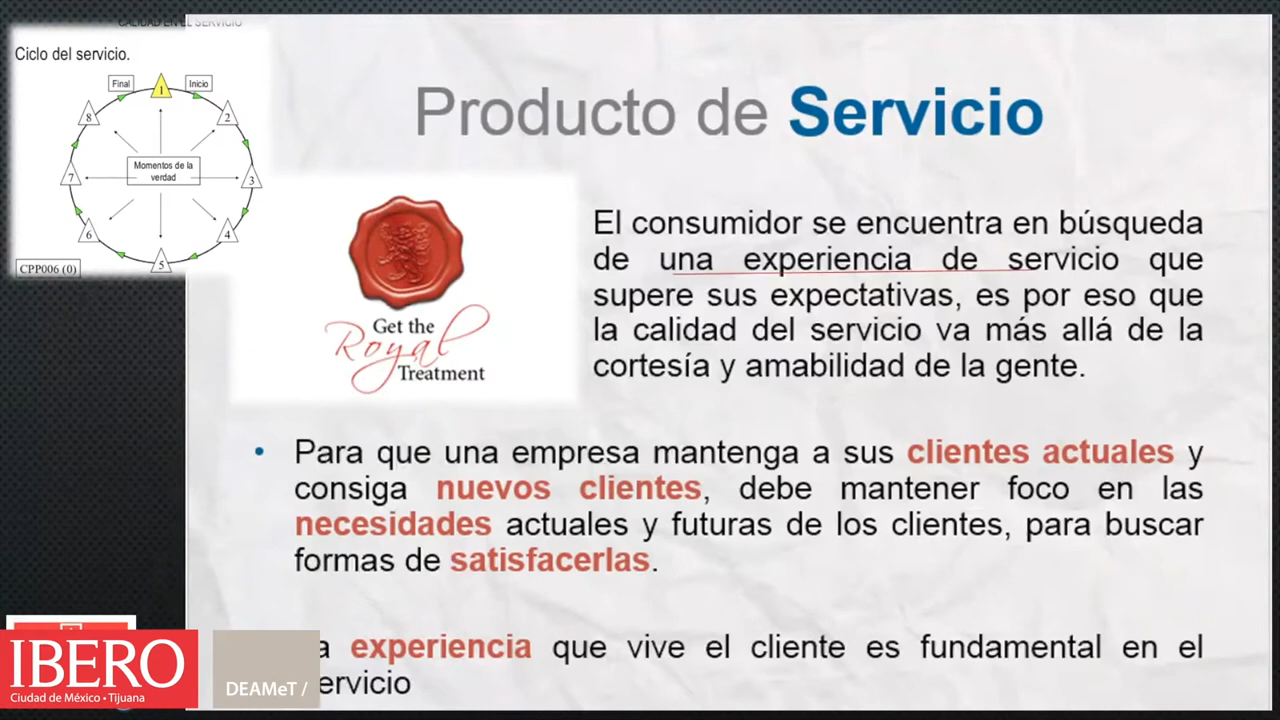 CALIDAD EN EL SERVICIO
Ciclo del servicio.
Final
Inicio
1
2
3
4
5
6
7
8
Momentos de la
verdad
CPP006 (0)
Producto de Servicio
Get the
Royal
Treatment
El consumidor se encuentra en búsqueda
de una experiencia de servicio que
supere sus expectativas, es por eso que
la calidad del servicio va más allá de la
cortesía y amabilidad de la gente.
• Para que una empresa mantenga a sus clientes actuales y
consiga nuevos clientes, debe mantener foco en las
necesidades actuales y futuras de los clientes, para buscar
formas de satisfacerlas.
a experiencia que vive el cliente es fundamental en el
ervicio
IBERO
Ciudad de México • Tijuana
DEAMeT /